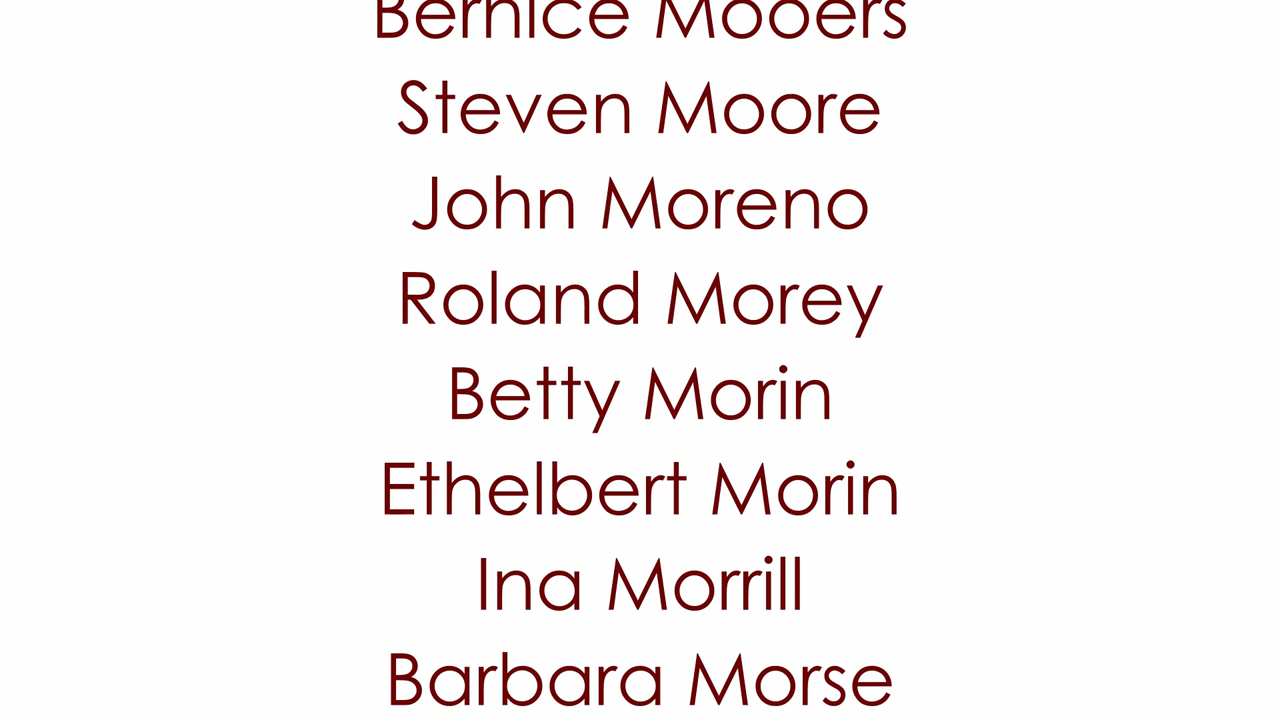 Bernice Mooers
Steven Moore
John Moreno
Roland Morey
Betty Morin
Ethelbert Morin
Ina Morrill
Barbara Morse